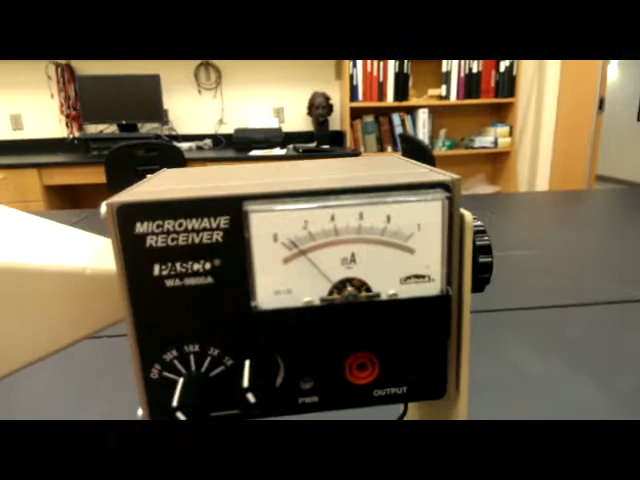 MICROWAVE
RECEIVER
PASCO®
WA-9800A
0 .2 .4 .6 .8 1
mA
OFF 30X 10X 3X 1X
PWR
OUTPUT